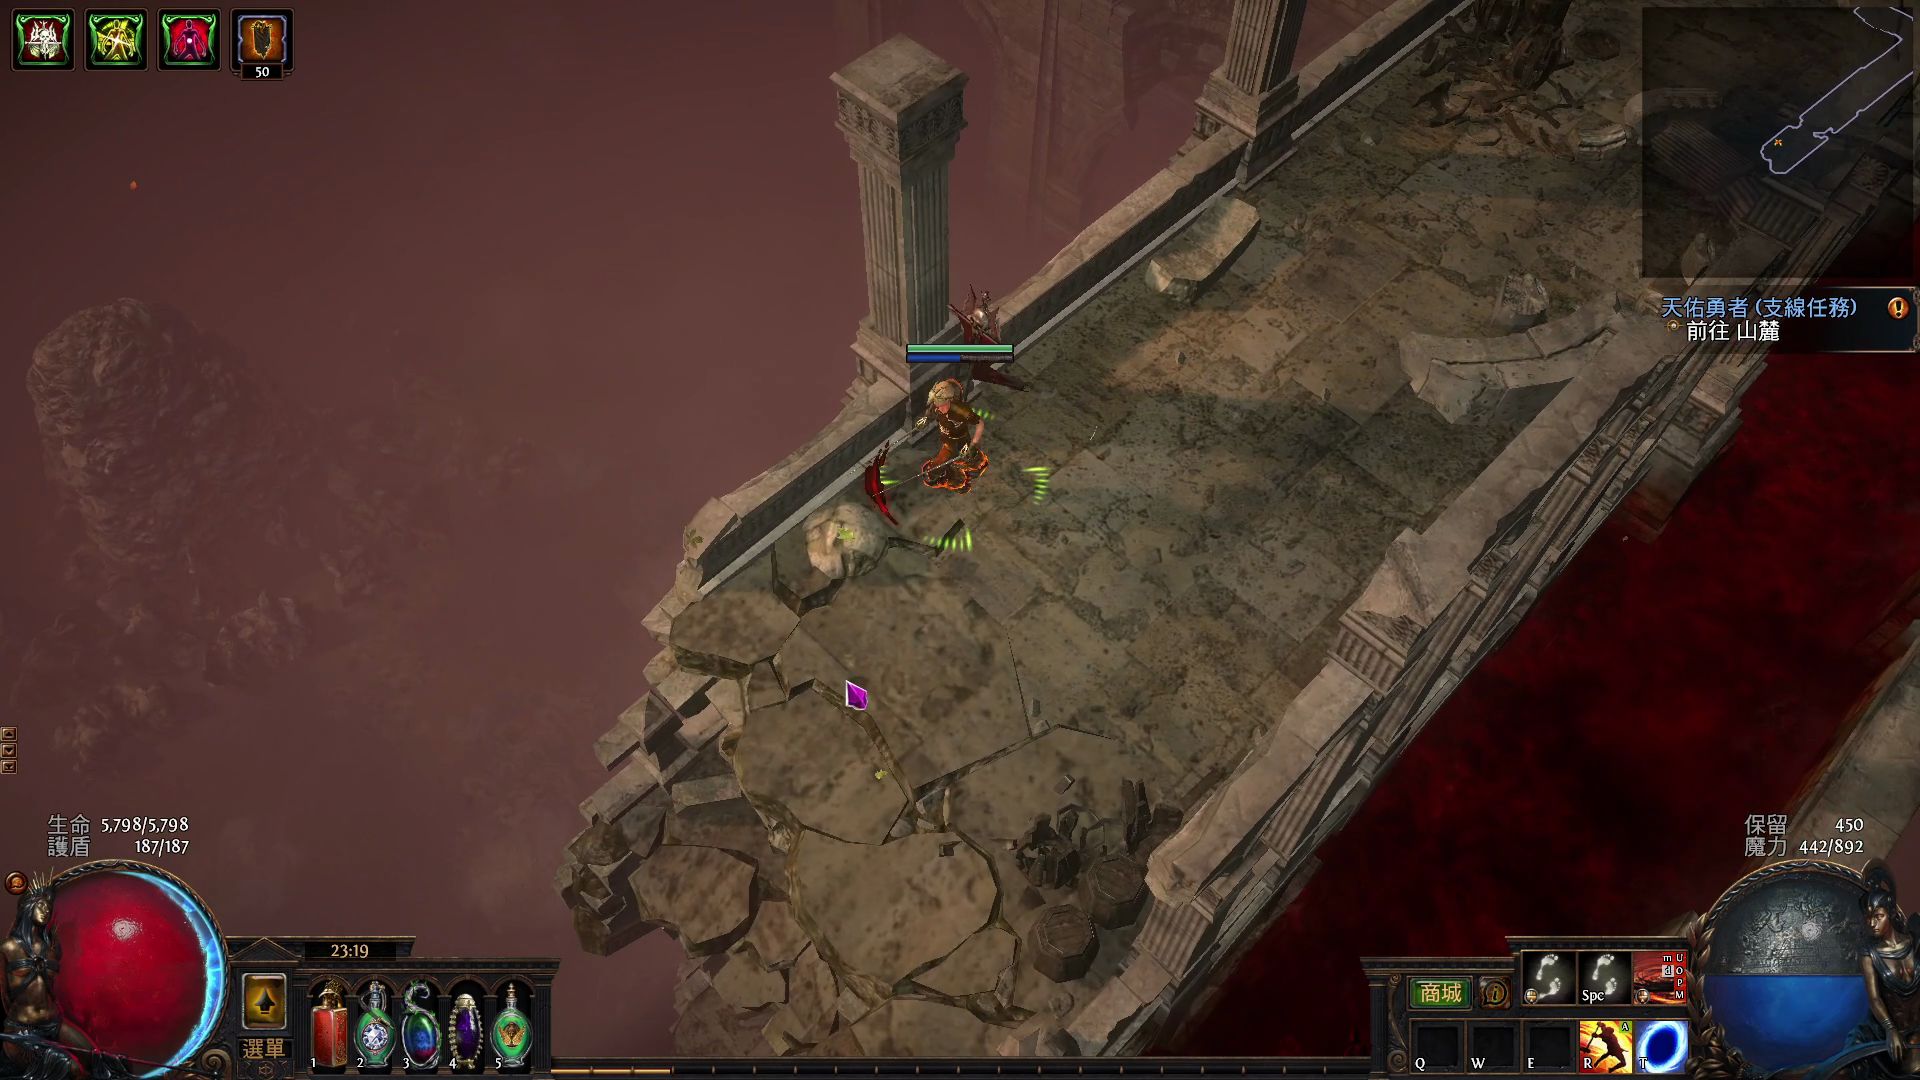 50
天佑勇者 (支線任務)
前往 山麓
生命 5,798/5,798
護盾 187/187
保留 450
魔力 442/892
23:19
選單
1 2 3 4 5
商城
Spc
m U
d O
P
M
Q W E R T
A